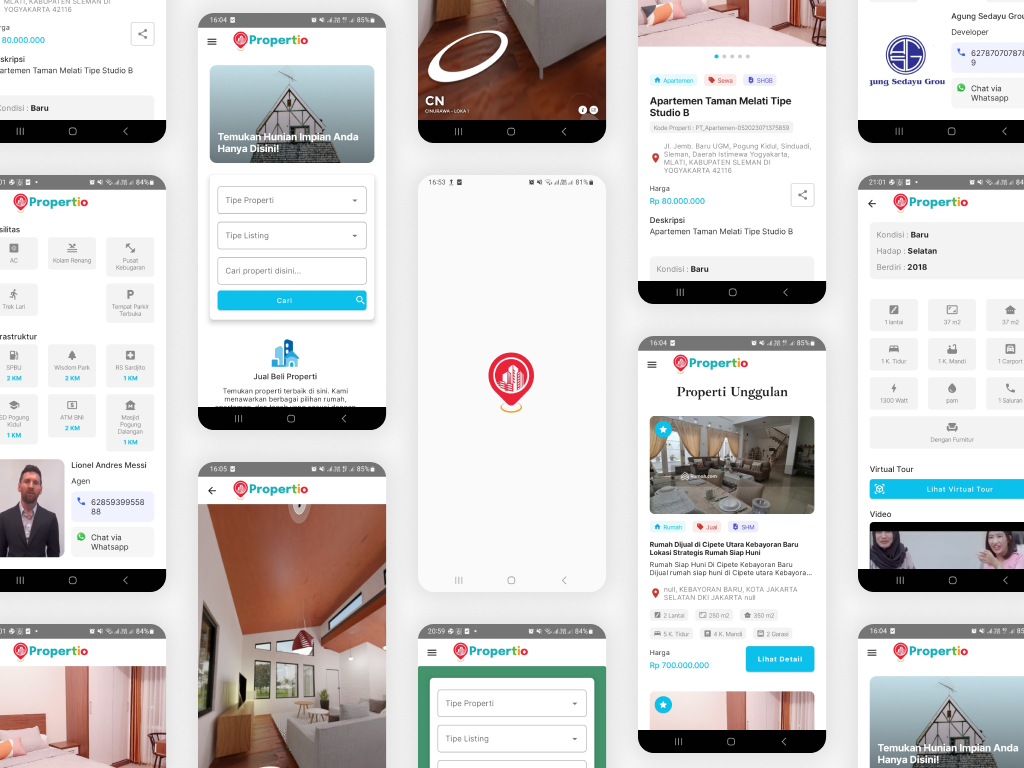 MLATI, KABUPATEN SLEMAN DI
YOGYAKARTA 42116
80.000.000
artemen Taman Melati Tipe Studio B
Kondisi : Baru
84%
Propertio
AC
Kolam Renang
Pusat
Kebugaran
Trek Lari
Tempat Parkir
Terbuka
SPBU
2 KM
Wisdom Park
2 KM
RS Sardjito
1 KM
SD Pogung
Kidul
1 KM
ATM BNI
2 KM
Masjid
Pogung
Dalangan
1 KM
Lionel Andres Messi
Agen
62859399558
88
Chat via
Whatsapp
84%
Propertio
16:04
85%
Propertio
Temukan Hunian Impian Anda
Hanya Disini!
Tipe Properti
Tipe Listing
Cari properti disini...
Cari
Jual Beli Properti
Temukan properti terbaik di sini. Kami
menawarkan berbagai pilihan rumah,
16:05
85%
Propertio
CN
CINURAWA - LOKA 1
16:53
81%
20:59
84%
Propertio
Tipe Properti
Tipe Listing
Apartemen
Sewa
SHGB
Apartemen Taman Melati Tipe
Studio B
Kode Properti : PT_Apartemen-052023071375859
Jl. Jemb. Baru UGM, Pogung Kidul, Sinduadi,
Sleman, Daerah Istimewa Yogyakarta,
MLATI, KABUPATEN SLEMAN DI
YOGYAKARTA 42116
Harga
Rp 80.000.000
Deskripsi
Apartemen Taman Melati Tipe Studio B
Kondisi : Baru
16:04
85%
Propertio
Properti Unggulan
Rumah.com
Rumah
Jual
SHM
Rumah Dijual di Cipete Utara Kebayoran Baru
Lokasi Strategis Rumah Siap Huni
Rumah Siap Huni Di Cipete Kebayoran Baru
Dijual rumah siap huni di Cipete utara Kebayora...
null, KEBAYORAN BARU, KOTA JAKARTA
SELATAN DKI JAKARTA null
2 Lantai
250 m2
350 m2
5 K. Tidur
4 K. Mandi
2 Garasi
Harga
Rp 700.000.000
Lihat Detail
Agung Sedayu Grou
Developer
62787070787
9
Chat via
Whatsapp
gung Sedayu Grou
21:01
Propertio
Kondisi : Baru
Hadap : Selatan
Berdiri : 2018
1 lantai
37 m2
37 m2
1 K. Tidur
1 K. Mandi
1 Carport
1300 Watt
pam
1 Saluran
Dengan Furnitur
Virtual Tour
Lihat Virtual Tour
Video
16:04
Propertio
Temukan Hunian Impian Anda
Hanya Disini!